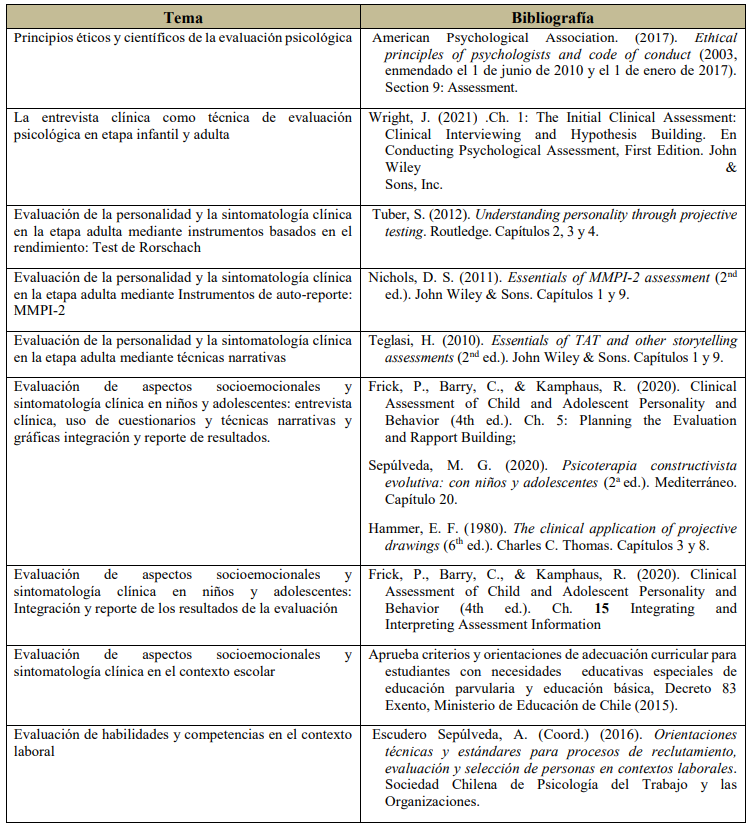 Tema
Bibliografía
Principios éticos y científicos de la evaluación psicológica
American Psychological Association. (2017). Ethical
principles of psychologists and code of conduct (2003,
enmendado el 1 de junio de 2010 y el 1 de enero de 2017).
Section 9: Assessment.
La entrevista clínica como técnica de evaluación
psicológica en etapa infantil y adulta
Wright, J. (2021) .Ch. 1: The Initial Clinical Assessment:
Clinical Interviewing and Hypothesis Building. En
Conducting Psychological Assessment, First Edition. John
Wiley &
Sons, Inc.
Evaluación de la personalidad y la sintomatología clínica
en la etapa adulta mediante instrumentos basados en el
rendimiento: Test de Rorschach
Tuber, S. (2012). Understanding personality through projective
testing. Routledge. Capítulos 2, 3 y 4.
Evaluación de la personalidad y la sintomatología clínica
en la etapa adulta mediante Instrumentos de auto-reporte:
MMPI-2
Nichols, D. S. (2011). Essentials of MMPI-2 assessment (2nd
ed.). John Wiley & Sons. Capítulos 1 y 9.
Evaluación de la personalidad y la sintomatología clínica
en la etapa adulta mediante técnicas narrativas
Teglasi, H. (2010). Essentials of TAT and other storytelling
assessments (2nd ed.). John Wiley & Sons. Capítulos 1 y 9.
Evaluación de aspectos socioemocionales y
sintomatología clínica en niños y adolescentes: entrevista
clínica, uso de cuestionarios y técnicas narrativas y
gráficas integración y reporte de resultados.
Frick, P., Barry, C., & Kamphaus, R. (2020). Clinical
Assessment of Child and Adolescent Personality and
Behavior (4th ed.). Ch. 5: Planning the Evaluation
and Rapport Building;
Sepúlveda, M. G. (2020). Psicoterapia constructivista
evolutiva: con niños y adolescentes (2ª ed.). Mediterráneo.
Capítulo 20.
Hammer, E. F. (1980). The clinical application of projective
drawings (6th ed.). Charles C. Thomas. Capítulos 3 y 8.
Evaluación de aspectos socioemocionales y
sintomatología clínica en niños y adolescentes:
Integración y reporte de los resultados de la evaluación
Frick, P., Barry, C., & Kamphaus, R. (2020). Clinical
Assessment of Child and Adolescent Personality and
Behavior (4th ed.). Ch. 15 Integrating and
Interpreting Assessment Information
Evaluación de aspectos socioemocionales y
sintomatología clínica en el contexto escolar
Aprueba criterios y orientaciones de adecuación curricular para
estudiantes con necesidades educativas especiales de
educación parvularia y educación básica, Decreto 83
Exento, Ministerio de Educación de Chile (2015).
Evaluación de habilidades y competencias en el contexto
laboral
Escudero Sepúlveda, A. (Coord.) (2016). Orientaciones
técnicas y estándares para procesos de reclutamiento,
evaluación y selección de personas en contextos laborales.
Sociedad Chilena de Psicología del Trabajo y las
Organizaciones.